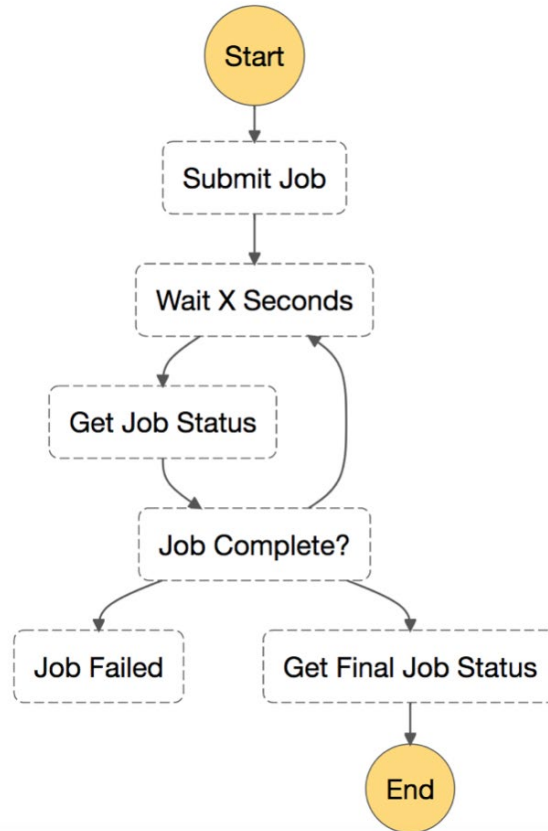 Start
Submit Job
Wait X Seconds
Get Job Status
Job Complete?
Job Failed
Get Final Job Status
End